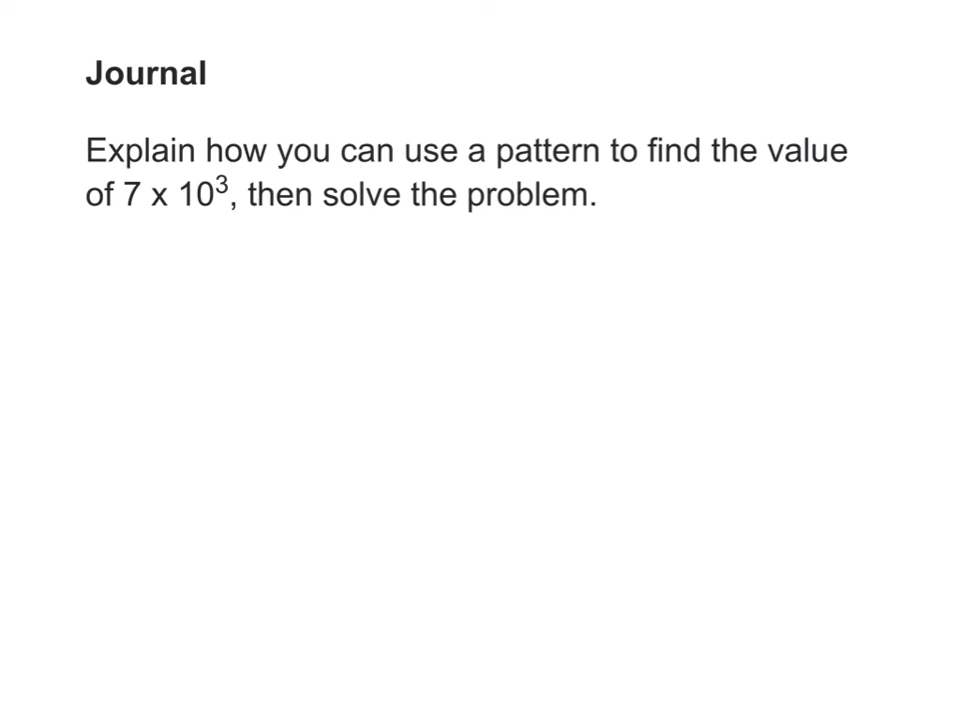 Journal
Explain how you can use a pattern to find the value
of 7 x 10³, then solve the problem.